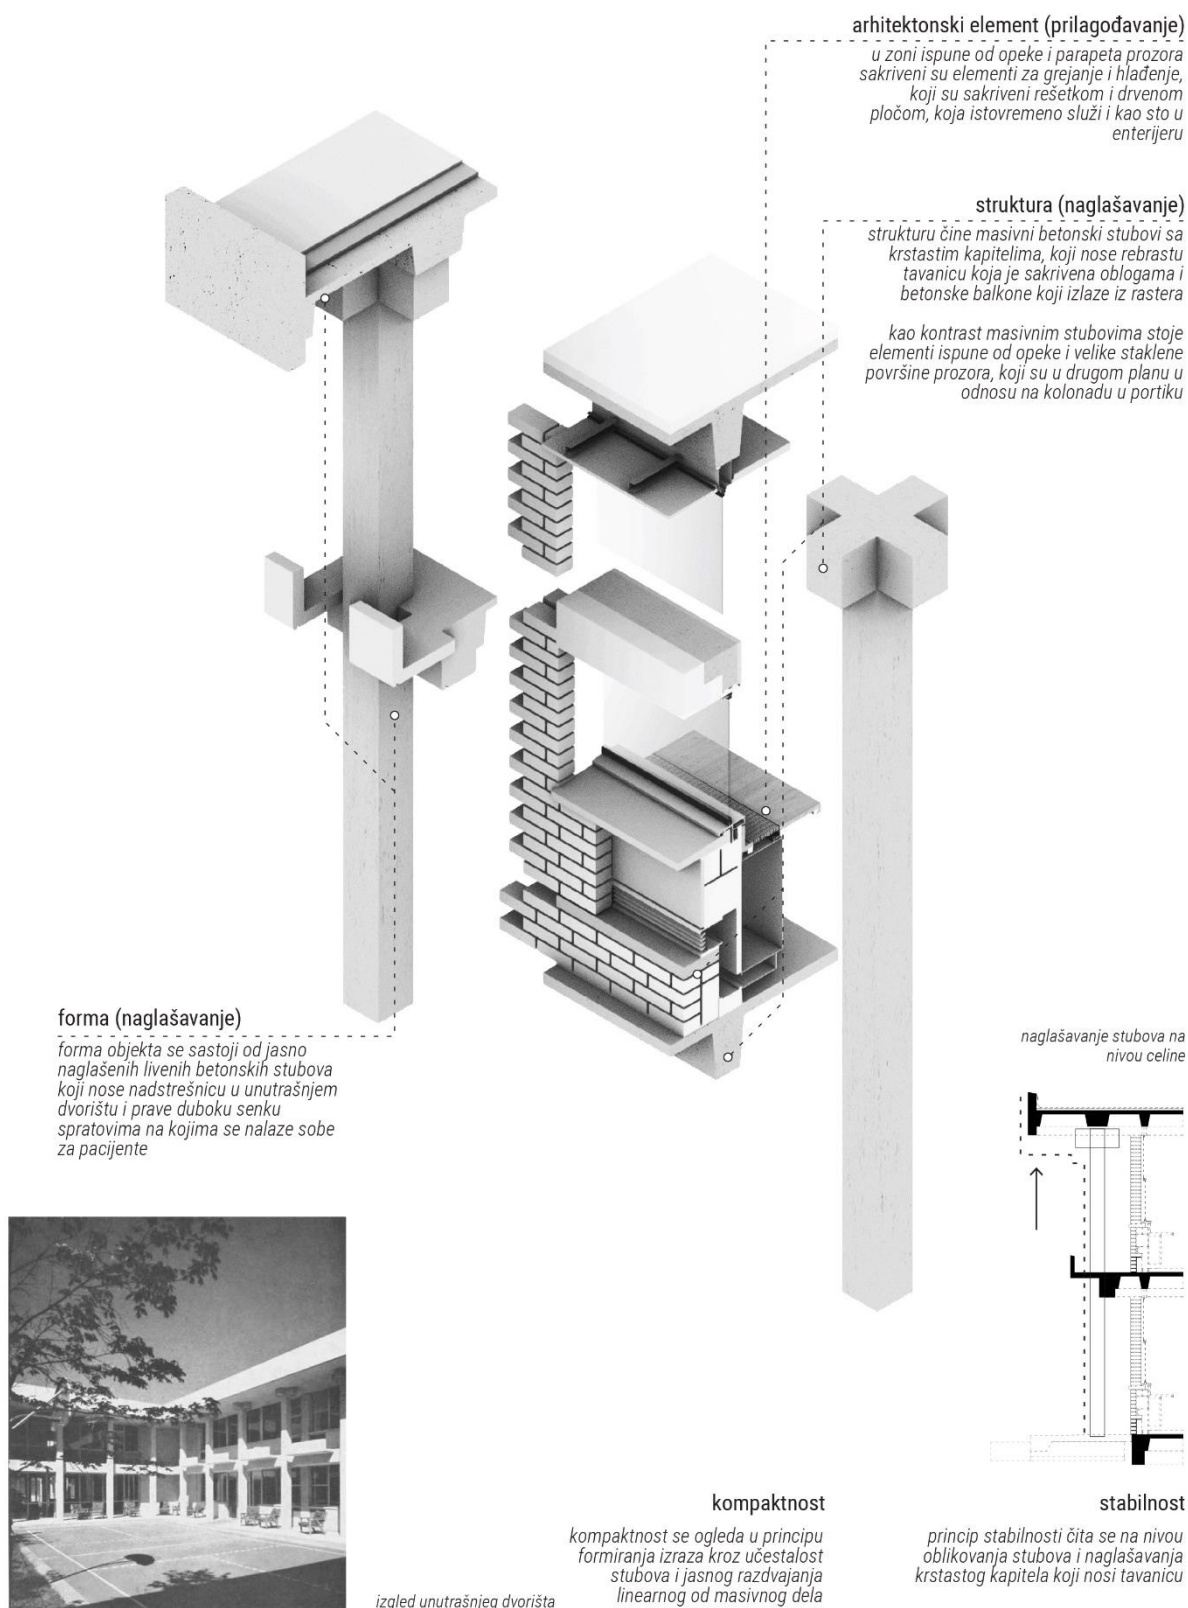 arhitektonski element (prilagođavanje)
u zoni ispune od opeke i parapeta prozora
sakriveni su elementi za grejanje i hlađenje,
koji su sakriveni rešetkom i drvenom
pločom, koja istovremeno služi i kao sto u
enterijeru
struktura (naglašavanje)
strukturu čine masivni betonski stubovi sa
krstastim kapitelima, koji nose rebrastu
tavanicu koja je sakrivena oblogama i
betonske balkone koji izlaze iz rastera
kao kontrast masivnim stubovima stoje
elementi ispune od opeke i velike staklene
površine prozora, koji su u drugom planu u
odnosu na kolonadu u portiku
forma (naglašavanje)
forma objekta se sastoji od jasno
naglašenih livenih betonskih stubova
koji nose nadstrešnicu u unutrašnjem
dvorištu i prave duboku senku
spratovima na kojima se nalaze sobe
za pacijente
naglašavanje stubova na
nivou celine
izgled unutrašnjeg dvorišta
kompaktnost
kompaktnost se ogleda u principu
formiranja izraza kroz učestalost
stubova i jasnog razdvajanja
linearnog od masivnog dela
stabilnost
princip stabilnosti čita se na nivou
oblikovanja stubova i naglašavanja
krstastog kapitela koji nosi tavanicu